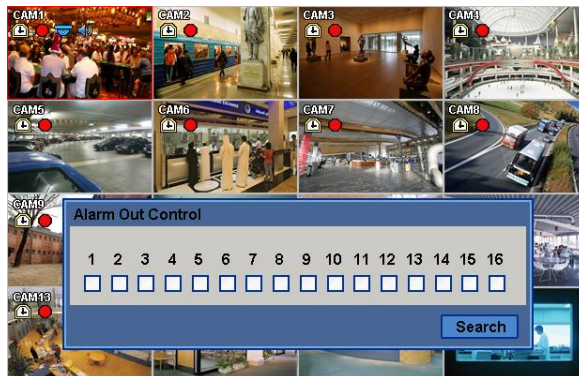 CAM1 CAM2 CAM3 CAM4
CAM5 CAM6 CAM7 CAM8
CAM9
Alarm Out Control
1 2 3 4 5 6 7 8 9 10 11 12 13 14 15 16
CAM13
Search